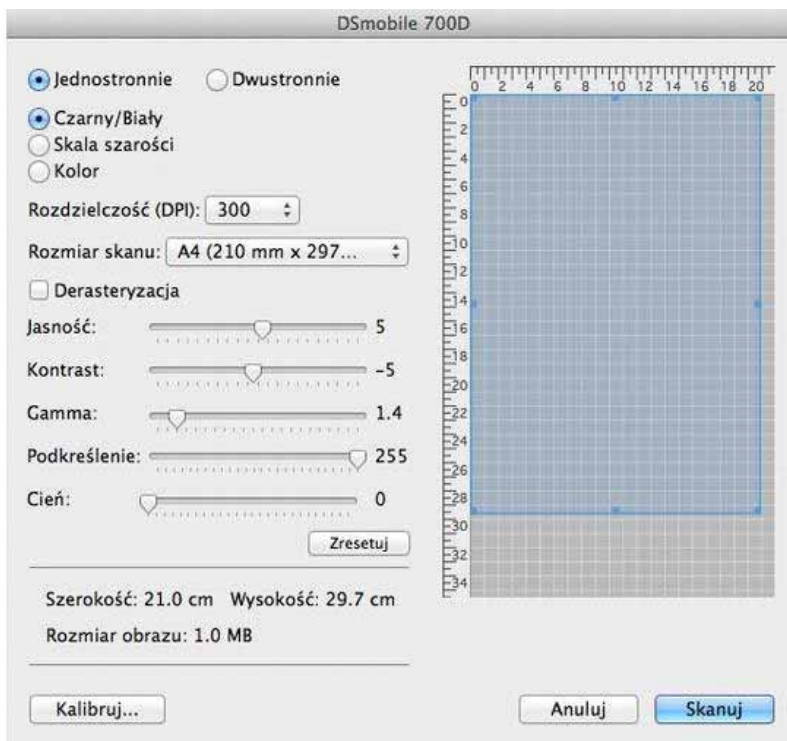 DSmobile 700D
Jednostronnie Dwustronnie
Czarny/Biały
Skala szarości
Kolor
Rozdzielczość (DPI): 300
Rozmiar skanu: A4 (210 mm x 297...
Derasteryzacja
Jasność: 5
Kontrast: -5
Gamma: 1.4
Podkreślenie: 255
Cień: 0
Zresetuj
Szerokość: 21.0 cm Wysokość: 29.7 cm
Rozmiar obrazu: 1.0 MB
Kalibruj...
0 2 4 6 8 10 12 14 16 18 20
0
2
4
6
8
10
12
14
16
18
20
22
24
26
28
30
32
34
Anuluj Skanuj